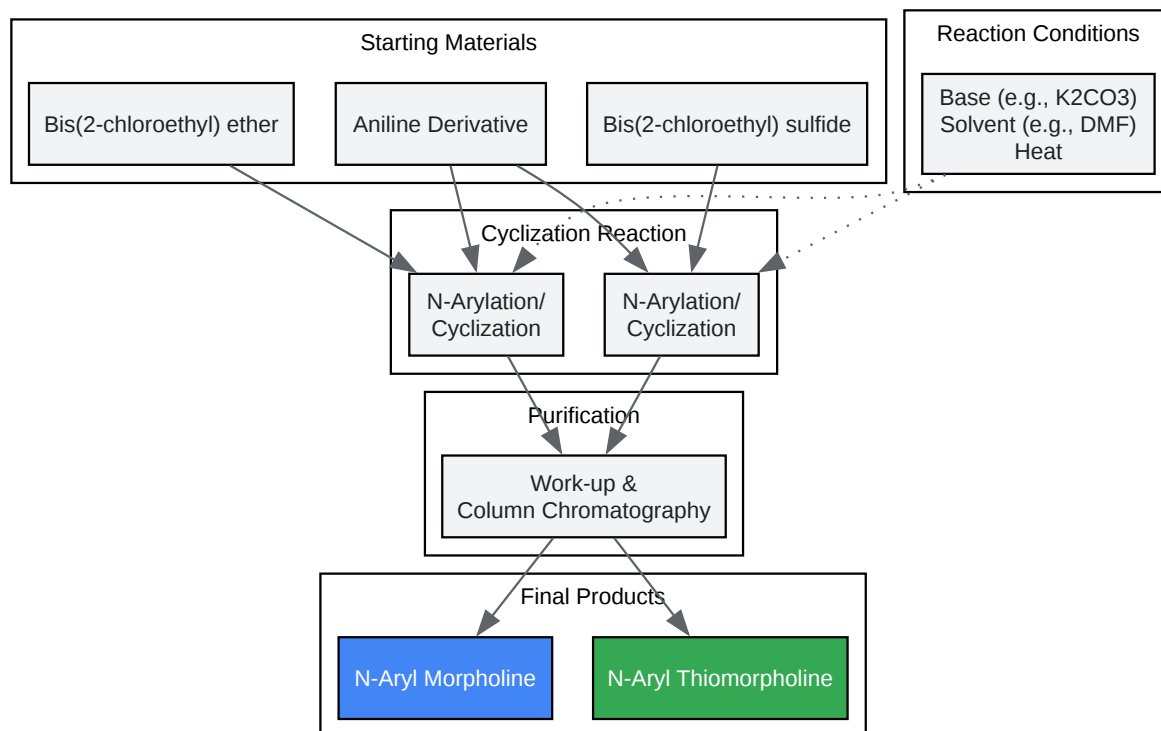 Starting Materials
Reaction Conditions
Bis(2-chloroethyl) ether
Aniline Derivative
Bis(2-chloroethyl) sulfide
Base (e.g., K2CO3)
Solvent (e.g., DMF)
Heat
Cyclization Reaction
N-Arylation/
Cyclization
N-Arylation/
Cyclization
Purification
Work-up &
Column Chromatography
Final Products
N-Aryl Morpholine
N-Aryl Thiomorpholine